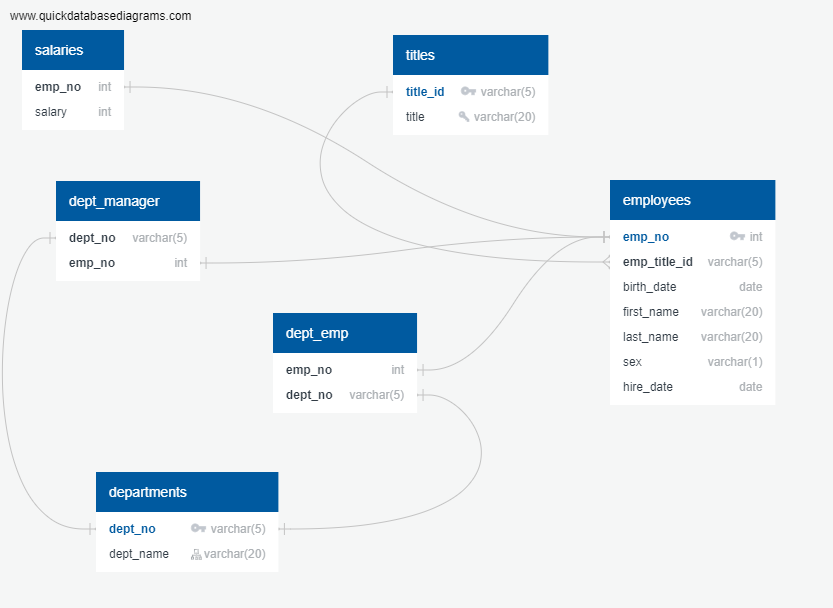 www.quickdatabasediagrams.com
salaries
emp_no int
salary int
titles
title_id varchar(5)
title varchar(20)
dept_manager
dept_no varchar(5)
emp_no int
employees
emp_no int
emp_title_id varchar(5)
birth_date date
first_name varchar(20)
last_name varchar(20)
sex varchar(1)
hire_date date
dept_emp
emp_no int
dept_no varchar(5)
departments
dept_no varchar(5)
dept_name varchar(20)